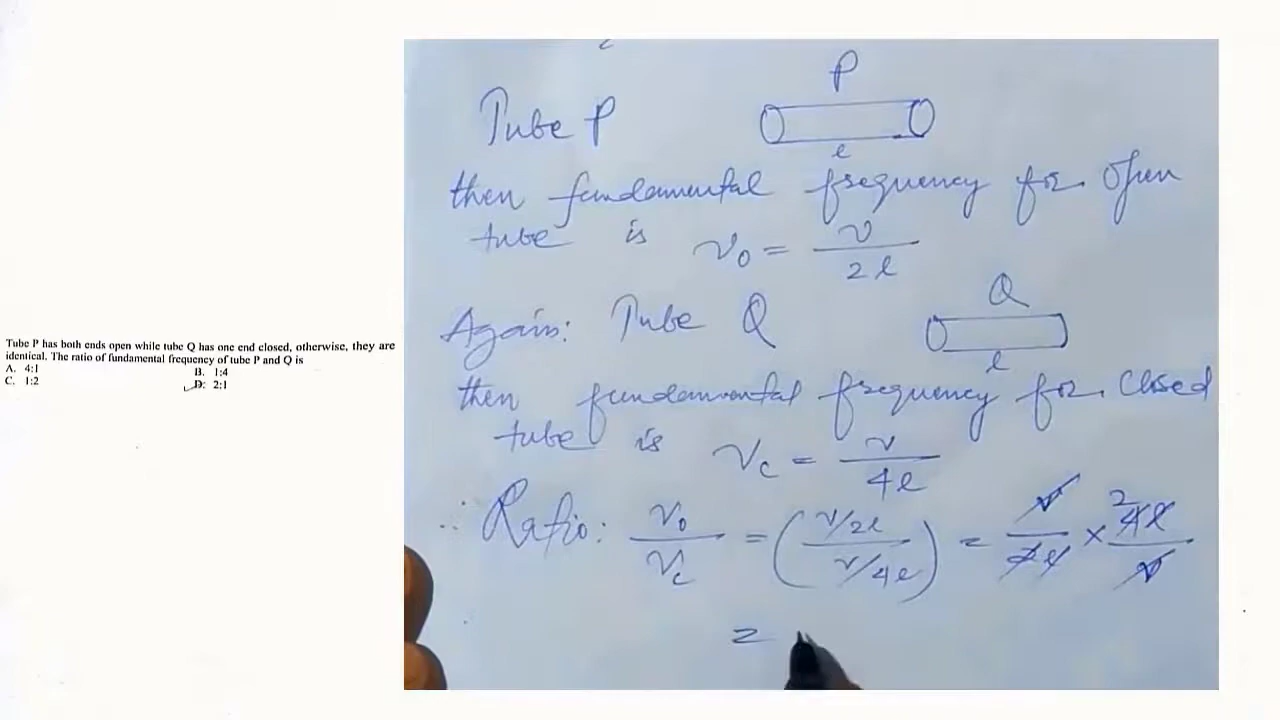 Tube P has both ends open while tube Q has one end closed, otherwise, they are
identical. The ratio of fundamental frequency of tube P and Q is
A. 4:1 B. 1:4
C. 1:2 D: 2:1
P
Tube P
l
then fundamental frequency for open
tube is ν₀ = v / 2l
Q
Again: Tube Q
l
then fundamental frequency for closed
tube is νc = v / 4l
∴ Ratio: ν₀ / νc = (v/2l / v/4l) = v / 2l × 2 4l / v
=